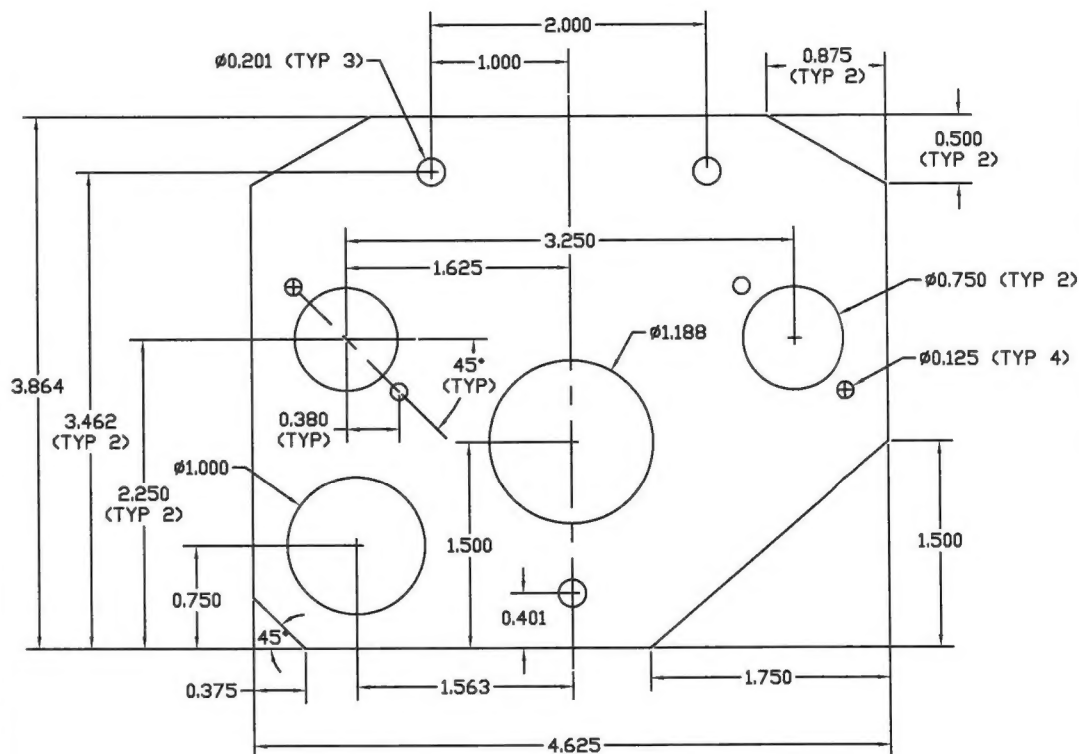 2.000
Ø0.201 (TYP 3)
1.000
0.875
(TYP 2)
0.500
(TYP 2)
3.250
1.625
Ø0.750 (TYP 2)
Ø1.188
45°
(TYP)
Ø0.125 (TYP 4)
3.864
3.462
(TYP 2)
0.380
(TYP)
Ø1.000
2.250
(TYP 2)
1.500
1.500
0.750
0.401
45°
0.375
1.563
1.750
4.625